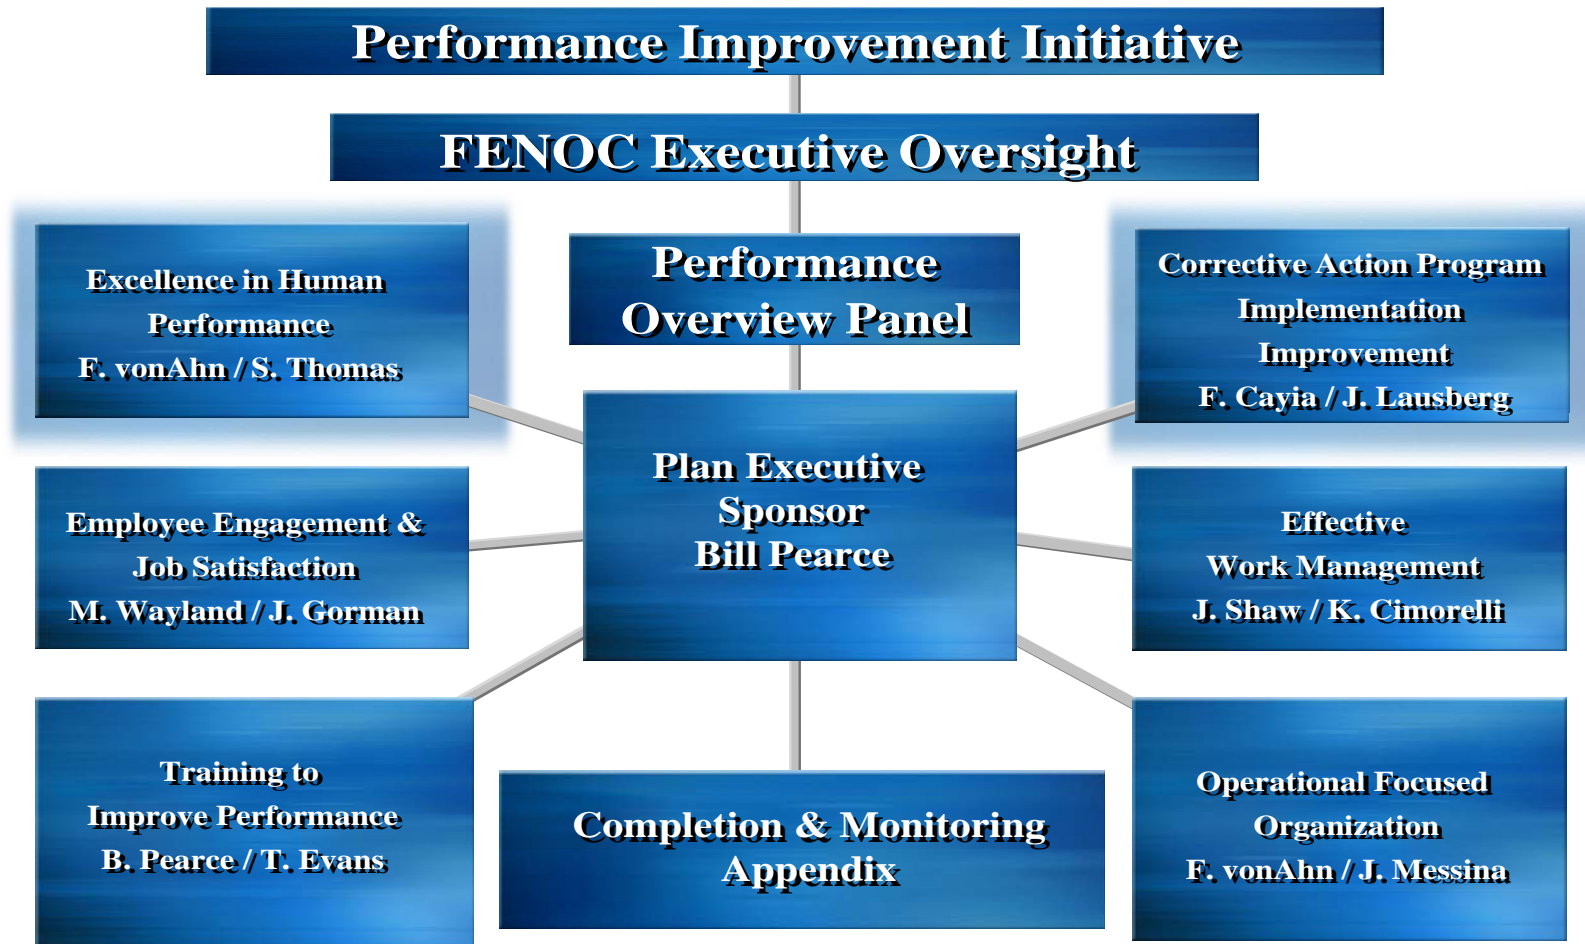 Performance Improvement Initiative
FENOC Executive Oversight
Performance
Overview Panel
Excellence in Human
Performance
F. vonAhn / S. Thomas
Corrective Action Program
Implementation
Improvement
F. Cayia / J. Lausberg
Plan Executive
Sponsor
Bill Pearce
Employee Engagement &
Job Satisfaction
M. Wayland / J. Gorman
Effective
Work Management
J. Shaw / K. Cimorelli
Training to
Improve Performance
B. Pearce / T. Evans
Completion & Monitoring
Appendix
Operational Focused
Organization
F. vonAhn / J. Messina